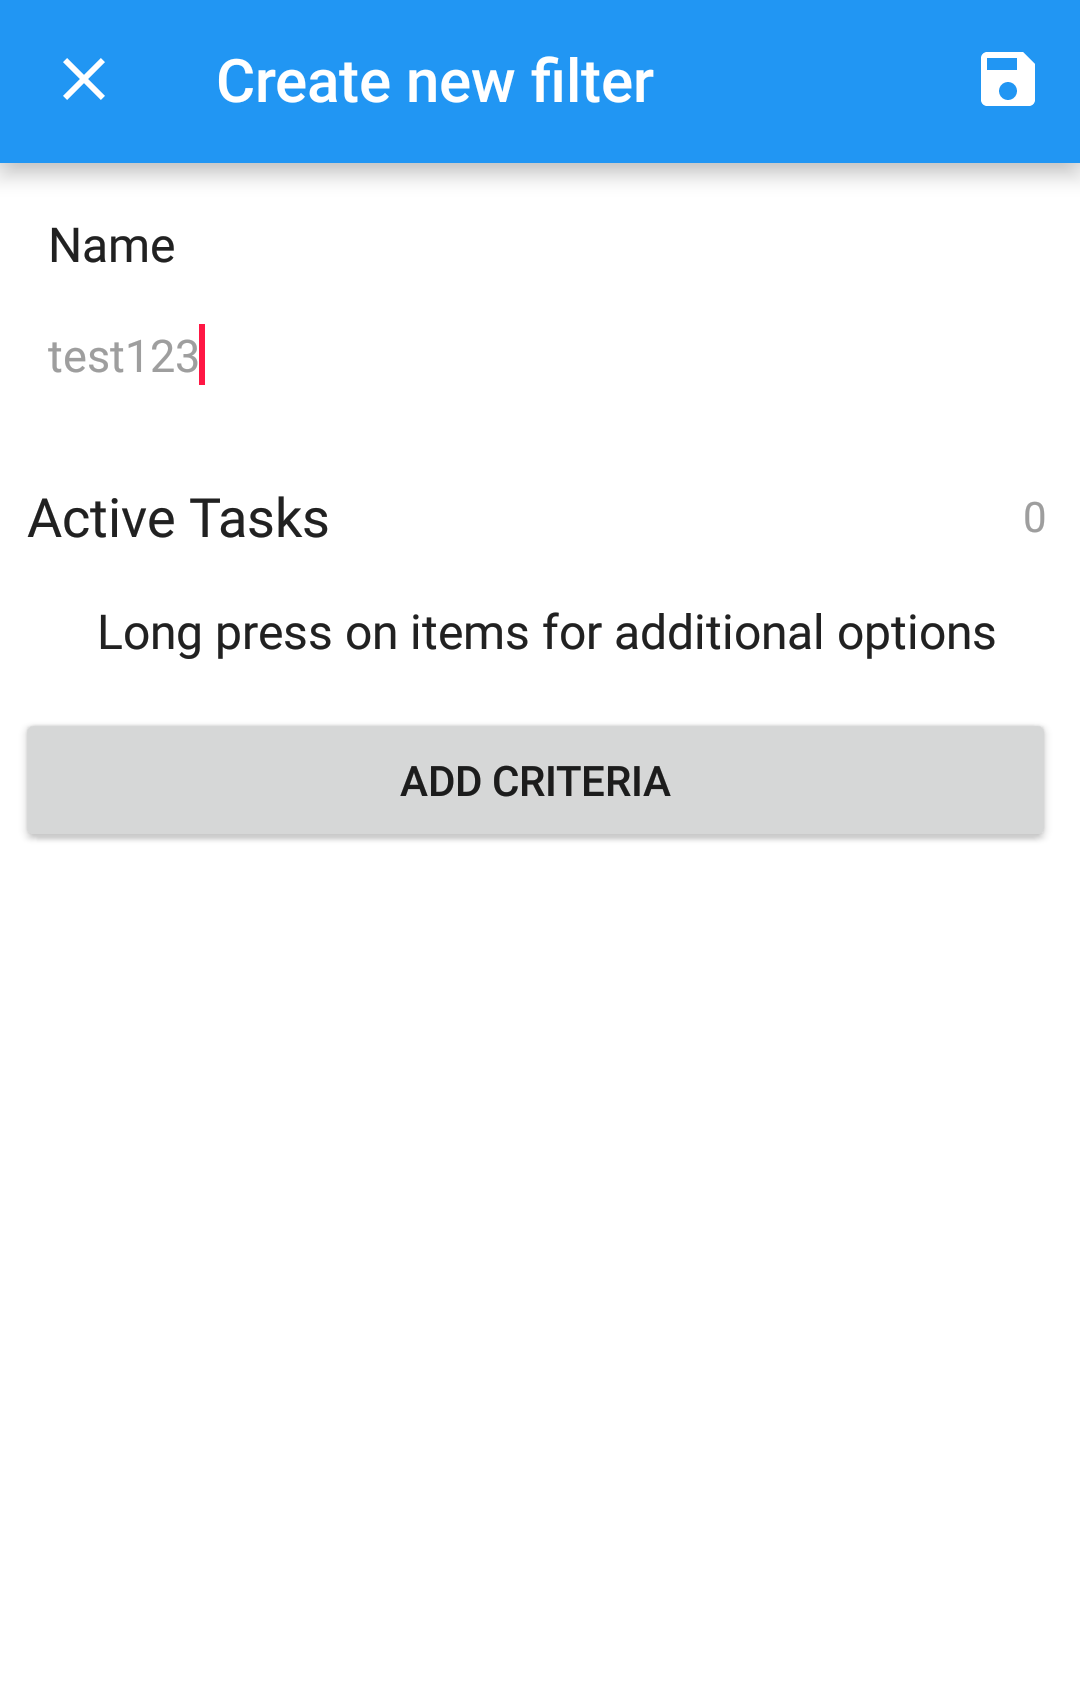 Create new filter
Name
test123
Active Tasks 0
Long press on items for additional options
ADD CRITERIA